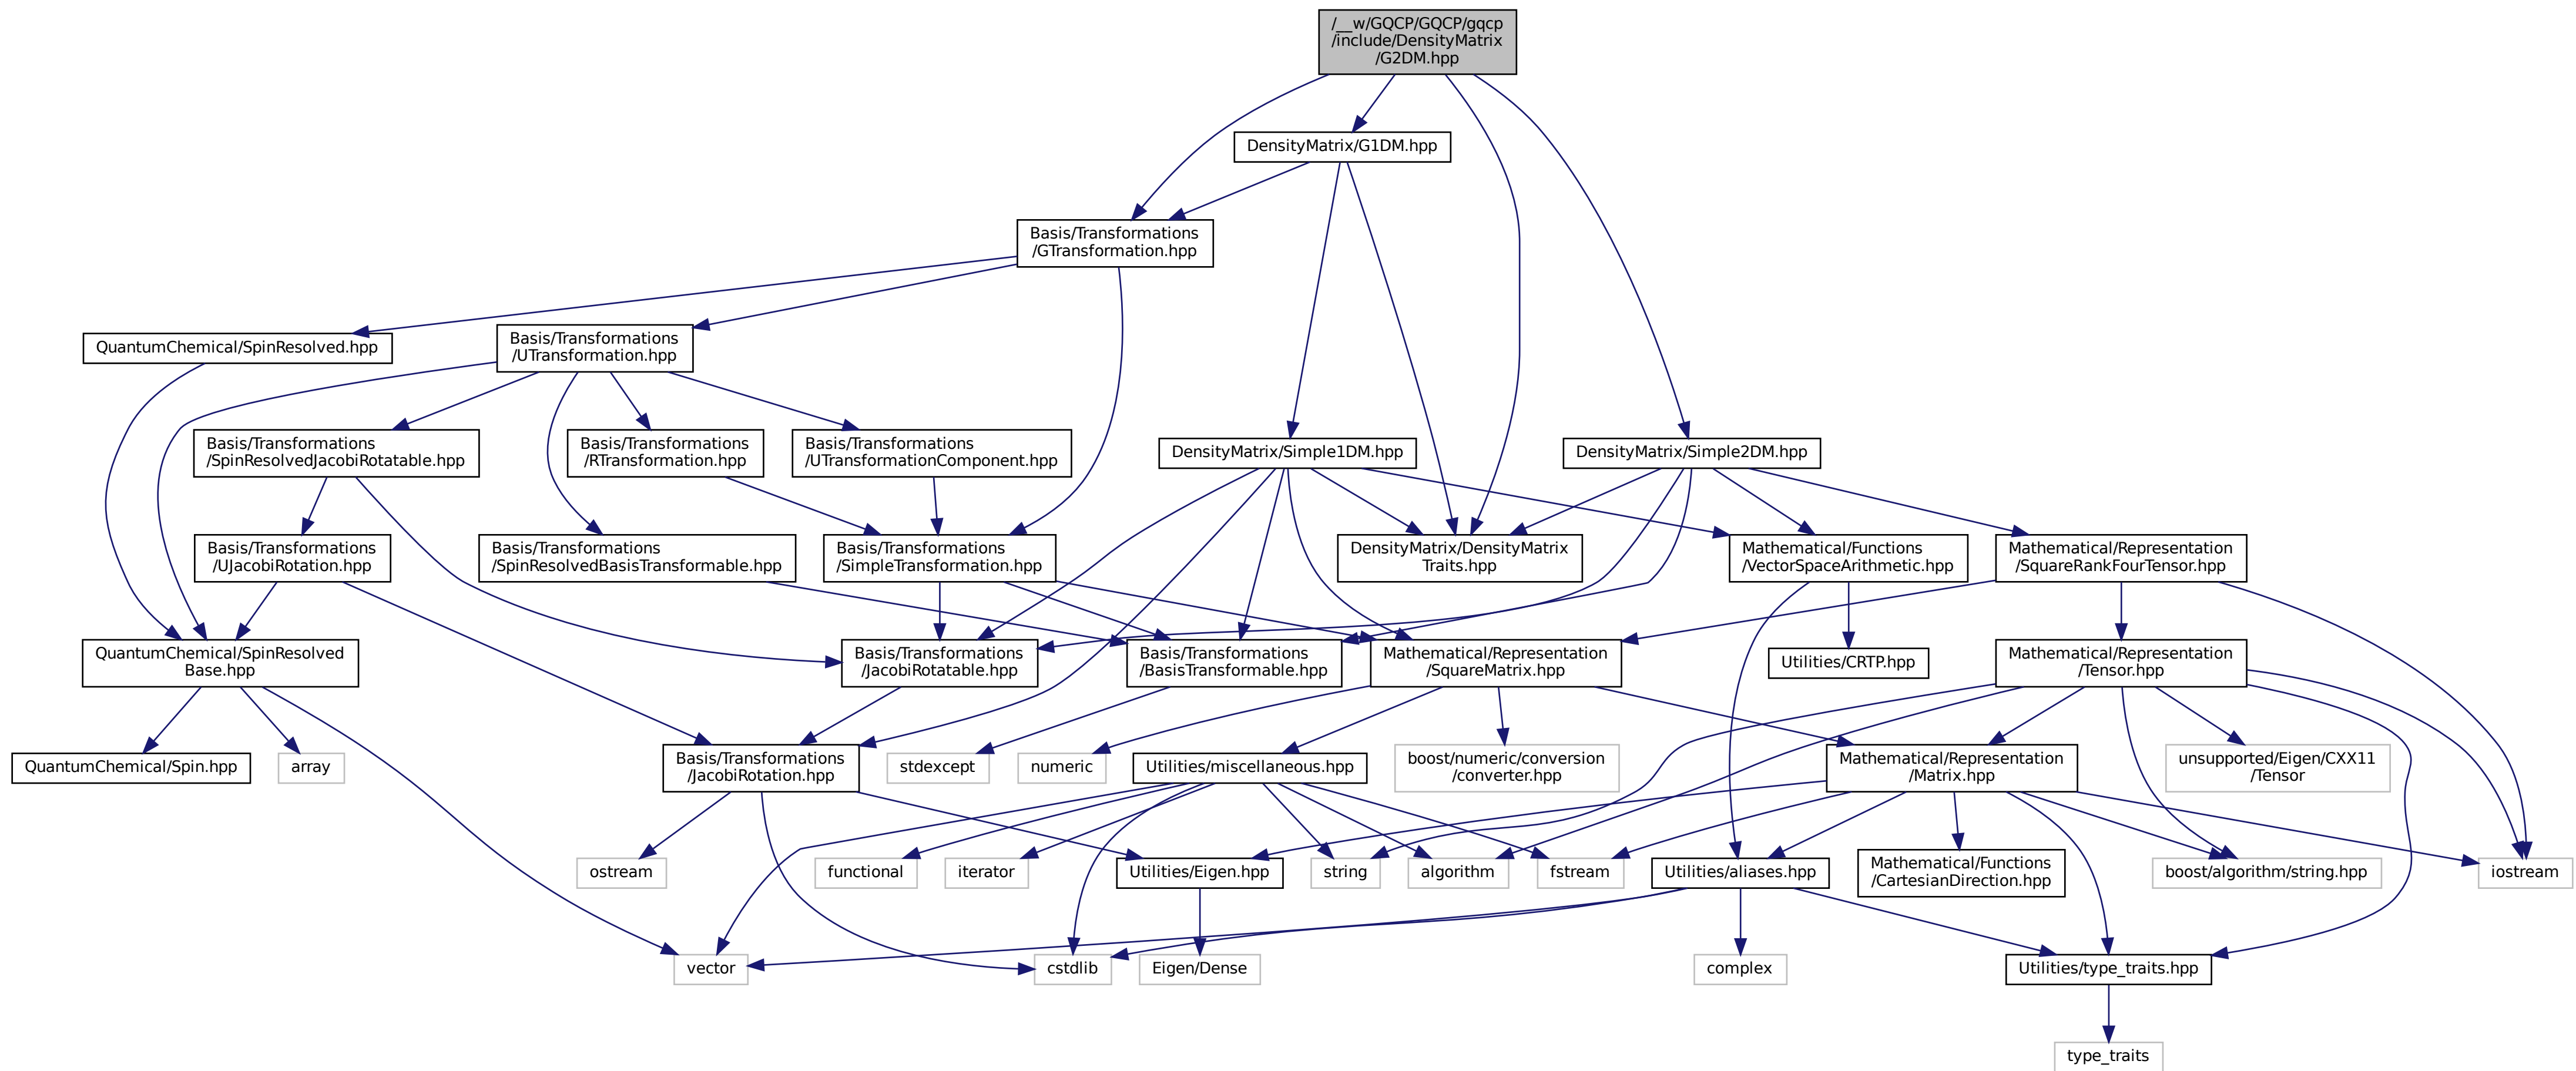 /__w/GQCP/GQCP/gqcp
/include/DensityMatrix
/G2DM.hpp
DensityMatrix/G1DM.hpp
Basis/Transformations
/GTransformation.hpp
QuantumChemical/SpinResolved.hpp
Basis/Transformations
/UTransformation.hpp
Basis/Transformations
/SpinResolvedJacobiRotatable.hpp
Basis/Transformations
/RTransformation.hpp
Basis/Transformations
/UTransformationComponent.hpp
DensityMatrix/Simple1DM.hpp
DensityMatrix/Simple2DM.hpp
Basis/Transformations
/UJacobiRotation.hpp
Basis/Transformations
/SpinResolvedBasisTransformable.hpp
Basis/Transformations
/SimpleTransformation.hpp
DensityMatrix/DensityMatrix
Traits.hpp
Mathematical/Functions
/VectorSpaceArithmetic.hpp
Mathematical/Representation
/SquareRankFourTensor.hpp
QuantumChemical/SpinResolved
Base.hpp
Basis/Transformations
/JacobiRotatable.hpp
Basis/Transformations
/BasisTransformable.hpp
Mathematical/Representation
/SquareMatrix.hpp
Utilities/CRTP.hpp
Mathematical/Representation
/Tensor.hpp
QuantumChemical/Spin.hpp
array
Basis/Transformations
/JacobiRotation.hpp
stdexcept
numeric
Utilities/miscellaneous.hpp
boost/numeric/conversion
/converter.hpp
Mathematical/Representation
/Matrix.hpp
unsupported/Eigen/CXX11
/Tensor
ostream
functional
iterator
Utilities/Eigen.hpp
string
algorithm
fstream
Utilities/aliases.hpp
Mathematical/Functions
/CartesianDirection.hpp
boost/algorithm/string.hpp
iostream
vector
cstdlib
Eigen/Dense
complex
Utilities/type_traits.hpp
type_traits